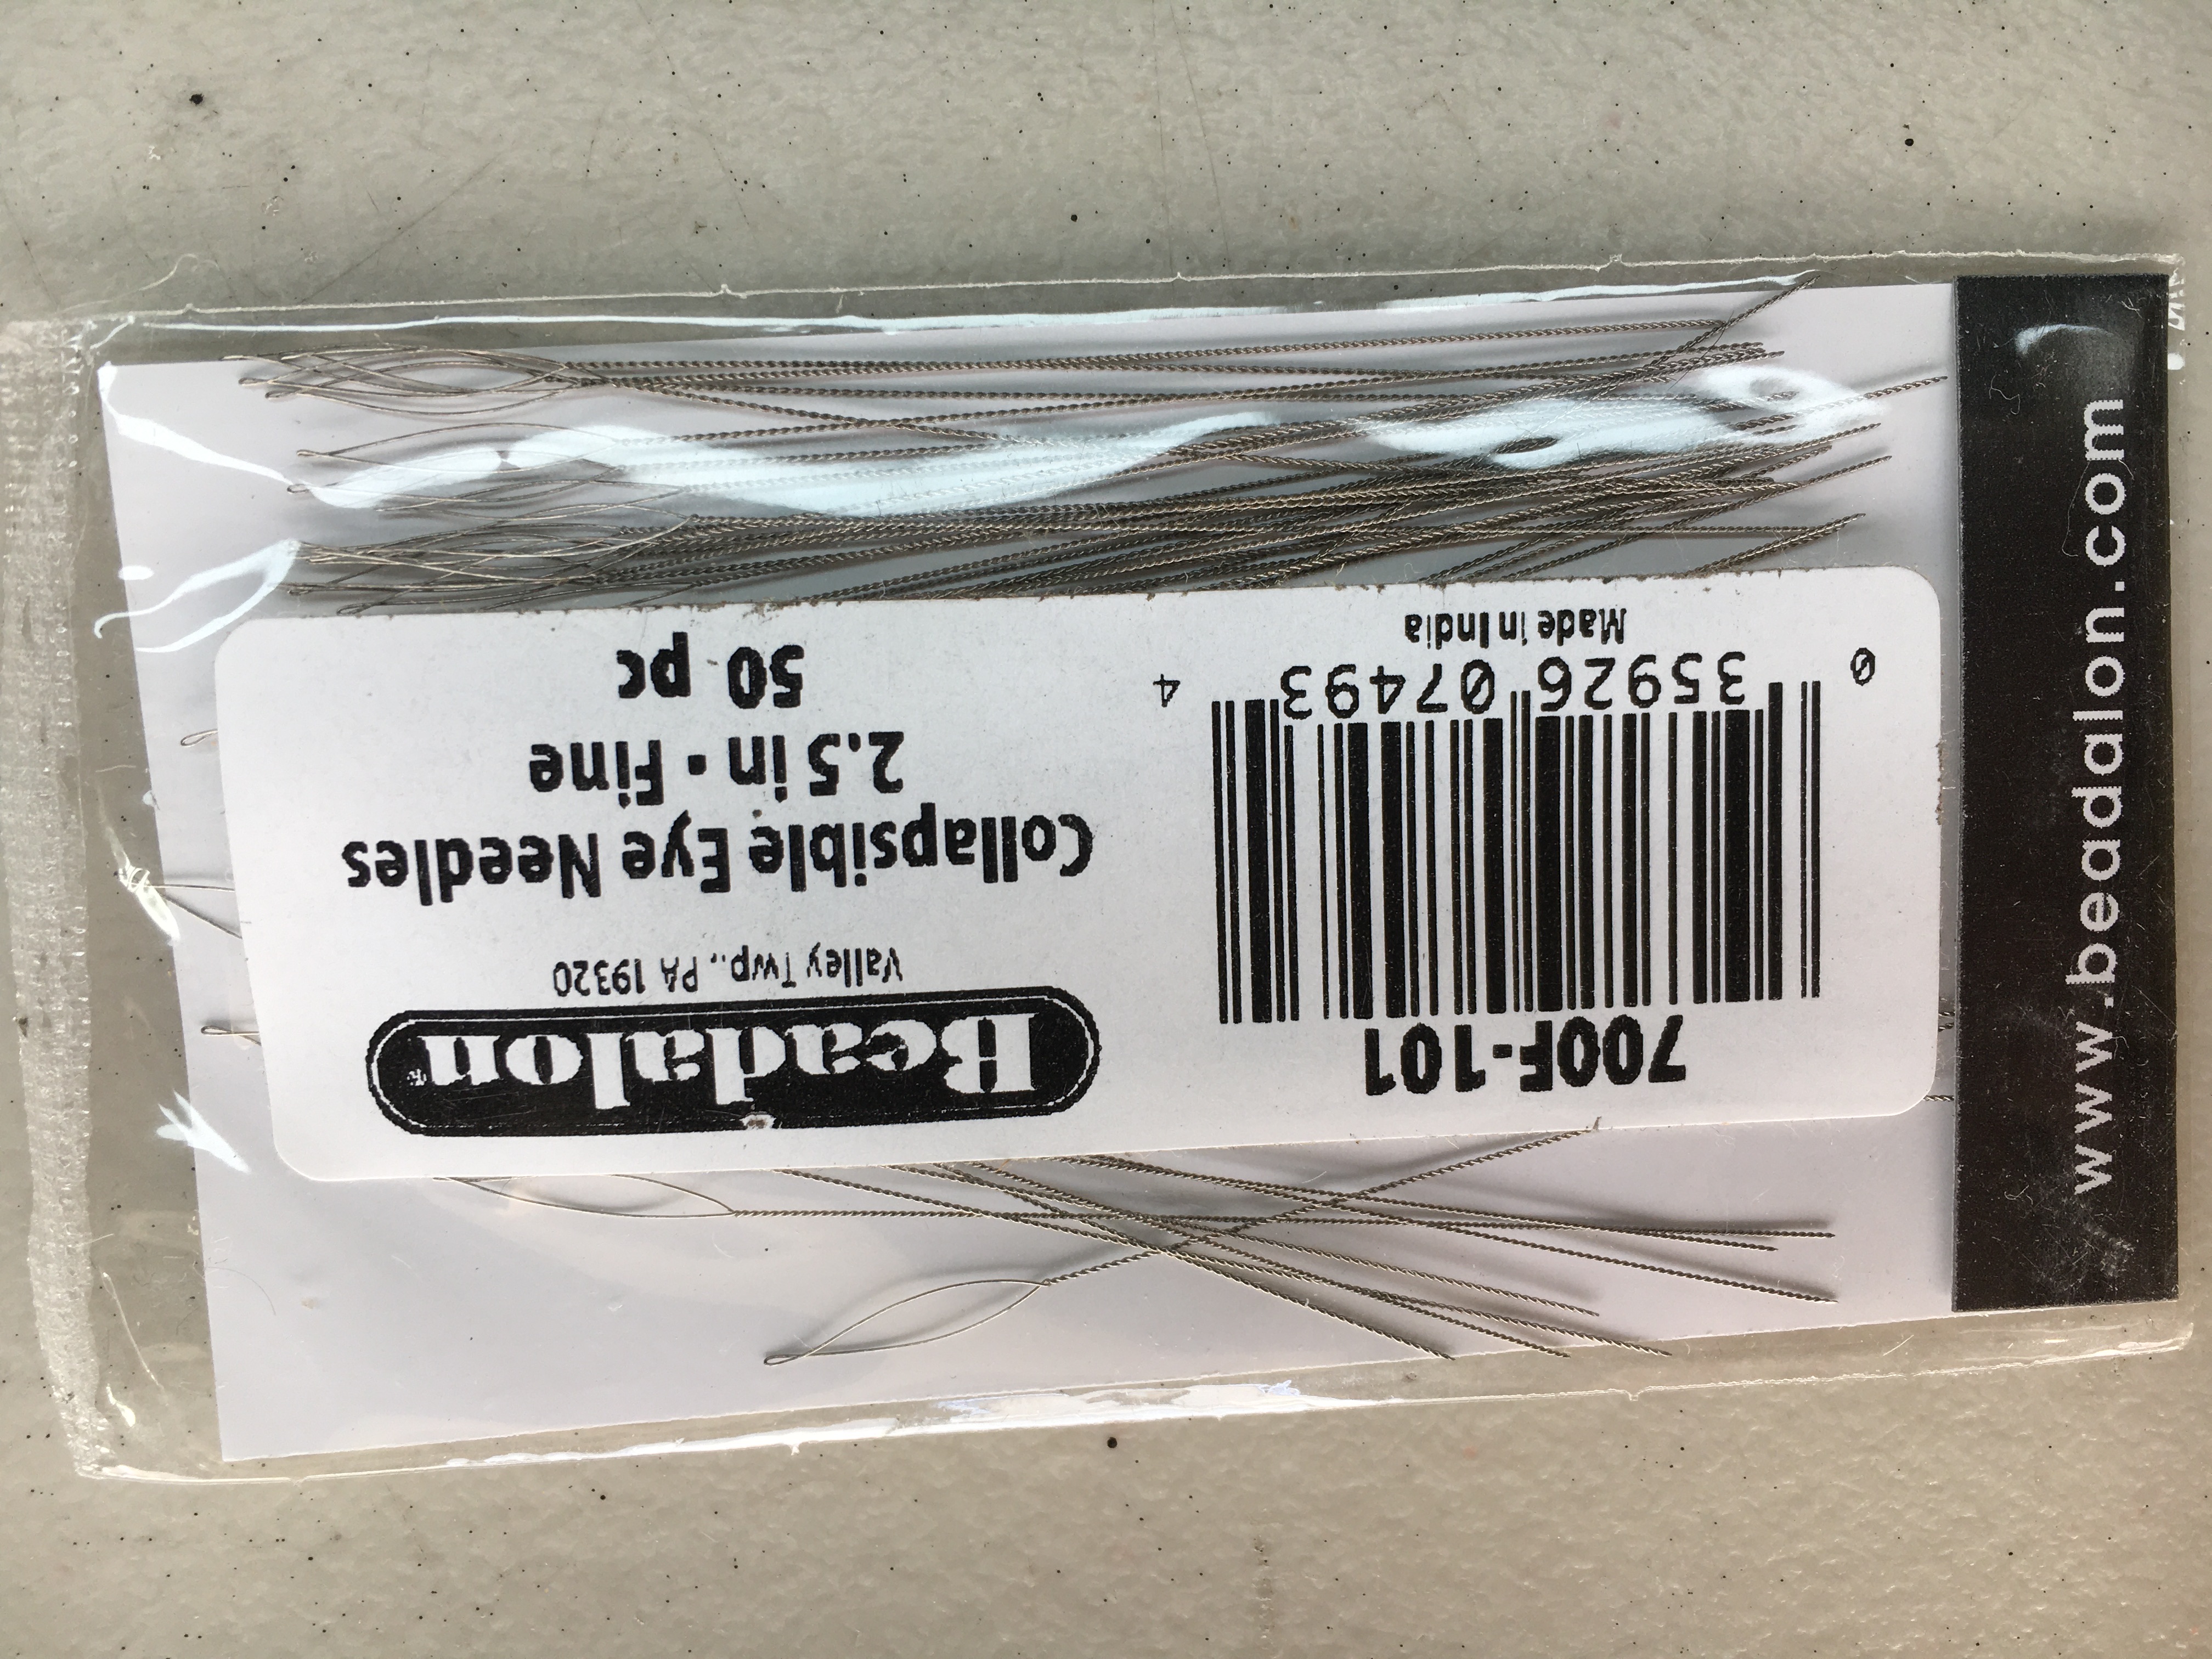 700F-101
0 35926 07493 4
Made in India
Beadalon
Valley Twp., PA 19320
Collapsible Eye Needles
2.5 in • Fine
50 pc
www.beadalon.com